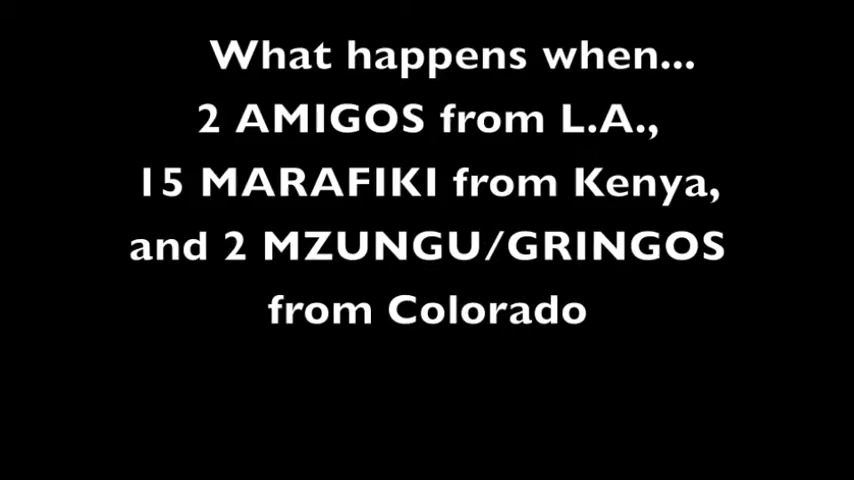 What happens when...
2 AMIGOS from L.A.,
15 MARAFIKI from Kenya,
and 2 MZUNGU/GRINGOS
from Colorado